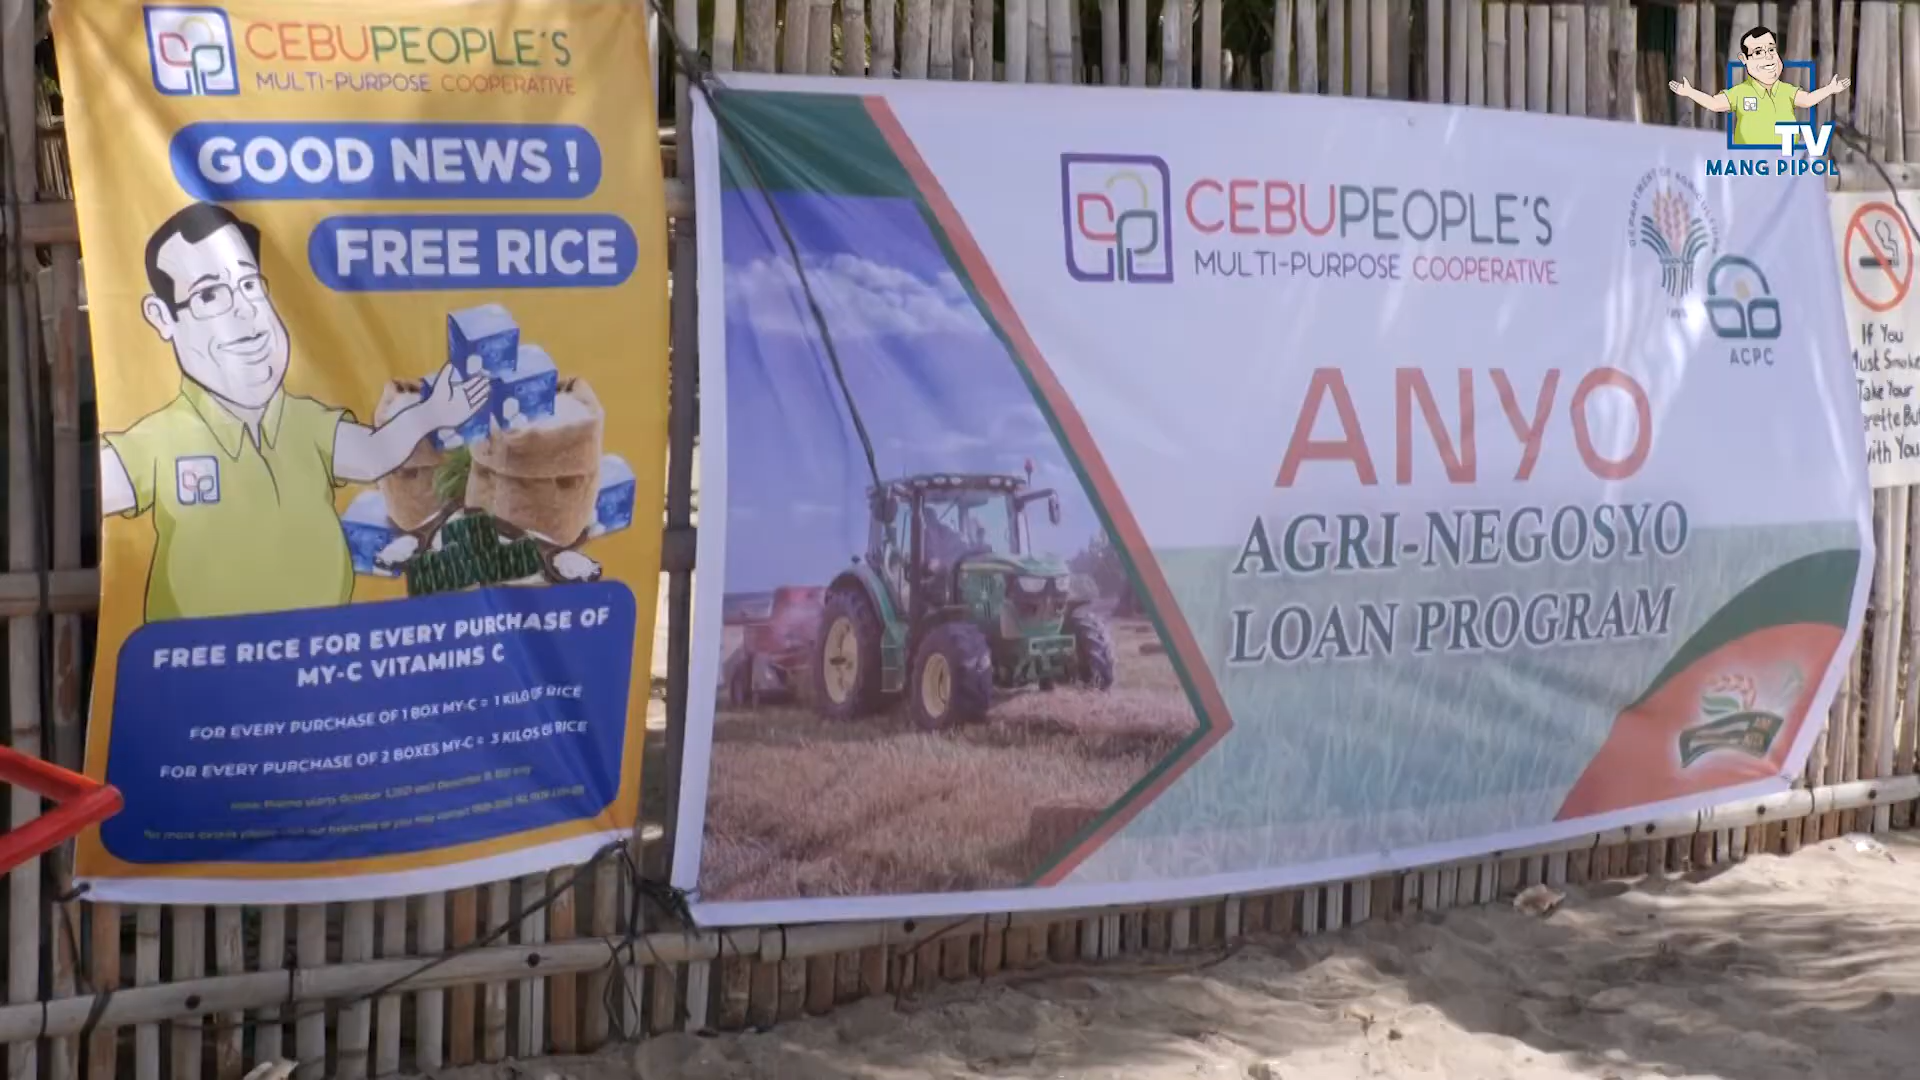 CEBUPEOPLE'S
MULTI-PURPOSE COOPERATIVE
GOOD NEWS !
FREE RICE
FREE RICE FOR EVERY PURCHASE OF
MY-C VITAMINS C
FOR EVERY PURCHASE OF 1 BOX MY-C = 1 KILO OF RICE
FOR EVERY PURCHASE OF 2 BOXES MY-C = 3 KILOS OF RICE
CEBUPEOPLE'S
MULTI-PURPOSE COOPERATIVE
DEPARTMENT OF AGRICULTURE
ACPC
ANYO
AGRI-NEGOSYO
LOAN PROGRAM
TV
MANG PIPOL
If You
Must Smoke
Take Your
with You